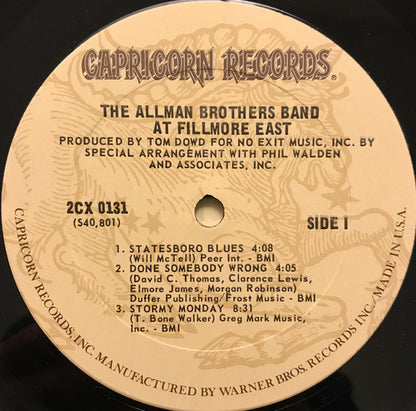 CAPRICORN RECORDS®
THE ALLMAN BROTHERS BAND
AT FILLMORE EAST
PRODUCED BY TOM DOWD FOR NO EXIT MUSIC, INC. BY
SPECIAL ARRANGEMENT WITH PHIL WALDEN
AND ASSOCIATES, INC.
2CX 0131
(S40,801)
SIDE I
1. STATESBORO BLUES 4:08
(Will McTell) Peer Int. - BMI
2. DONE SOMEBODY WRONG 4:05
(David C. Thomas, Clarence Lewis,
Elmore James, Morgan Robinson)
Duffer Publishing/Frost Music - BMI
3. STORMY MONDAY 8:31
(T. Bone Walker) Greg Mark Music,
Inc. - BMI
CAPRICORN RECORDS, INC. MANUFACTURED BY WARNER BROS. RECORDS INC. MADE IN U.S.A.